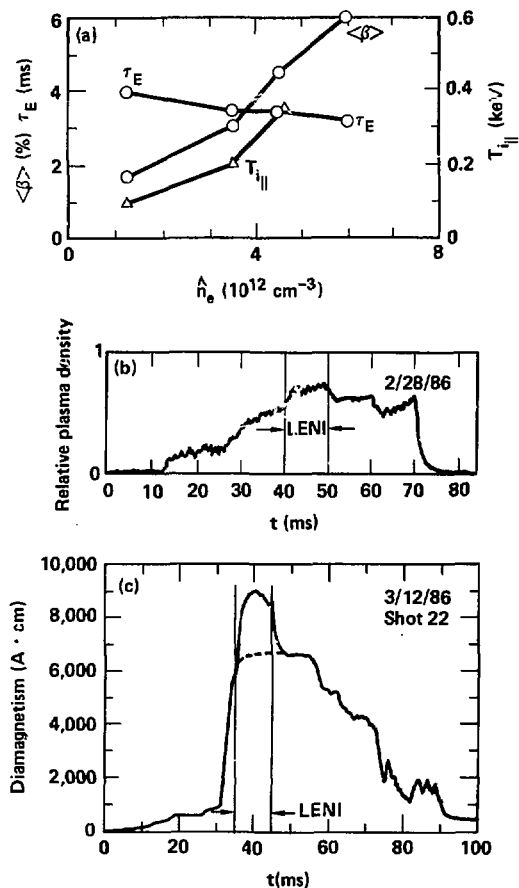 (a)
6
4
2
0
<β> (%) τE (ms)
τE
<β>
τE
Ti||
0.6
0.4
0.2
0
Ti|| (keV)
0
4
8
n̂e (10¹² cm⁻³)
(b)
1
0
Relative plasma density
2/28/86
LENI
0 10 20 30 40 50 60 70 80
t (ms)
(c)
10,000
8,000
6,000
4,000
2,000
0
Diamagnetism (A · cm)
3/12/86
Shot 22
LENI
0 20 40 60 80 100
t(ms)